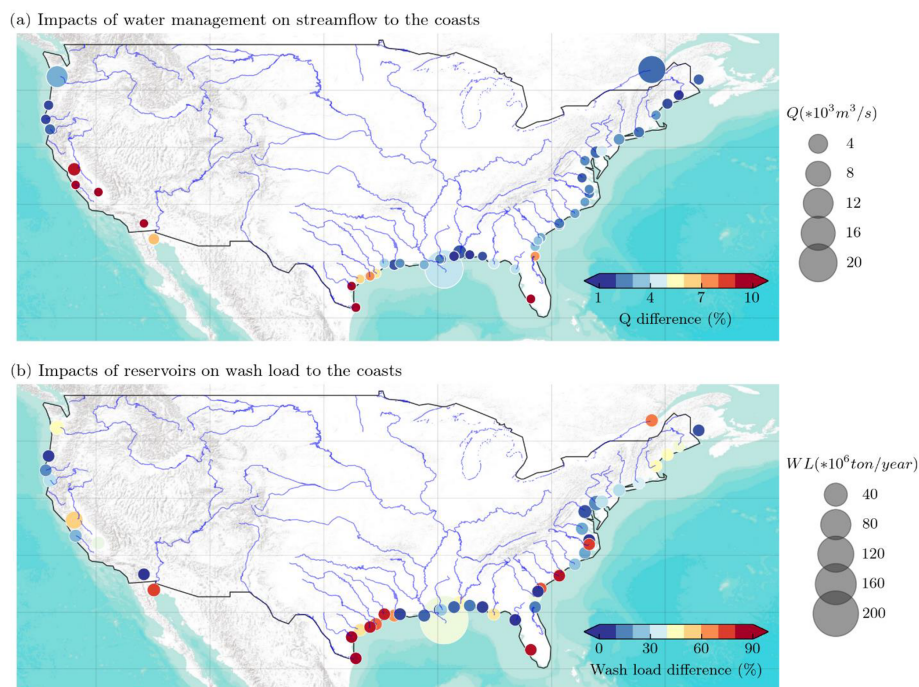 (a) Impacts of water management on streamflow to the coasts
Q(*10³m³/s)
4
8
12
16
20
1 4 7 10
Q difference (%)
(b) Impacts of reservoirs on wash load to the coasts
WL(*10⁶ton/year)
40
80
120
160
200
0 30 60 90
Wash load difference (%)